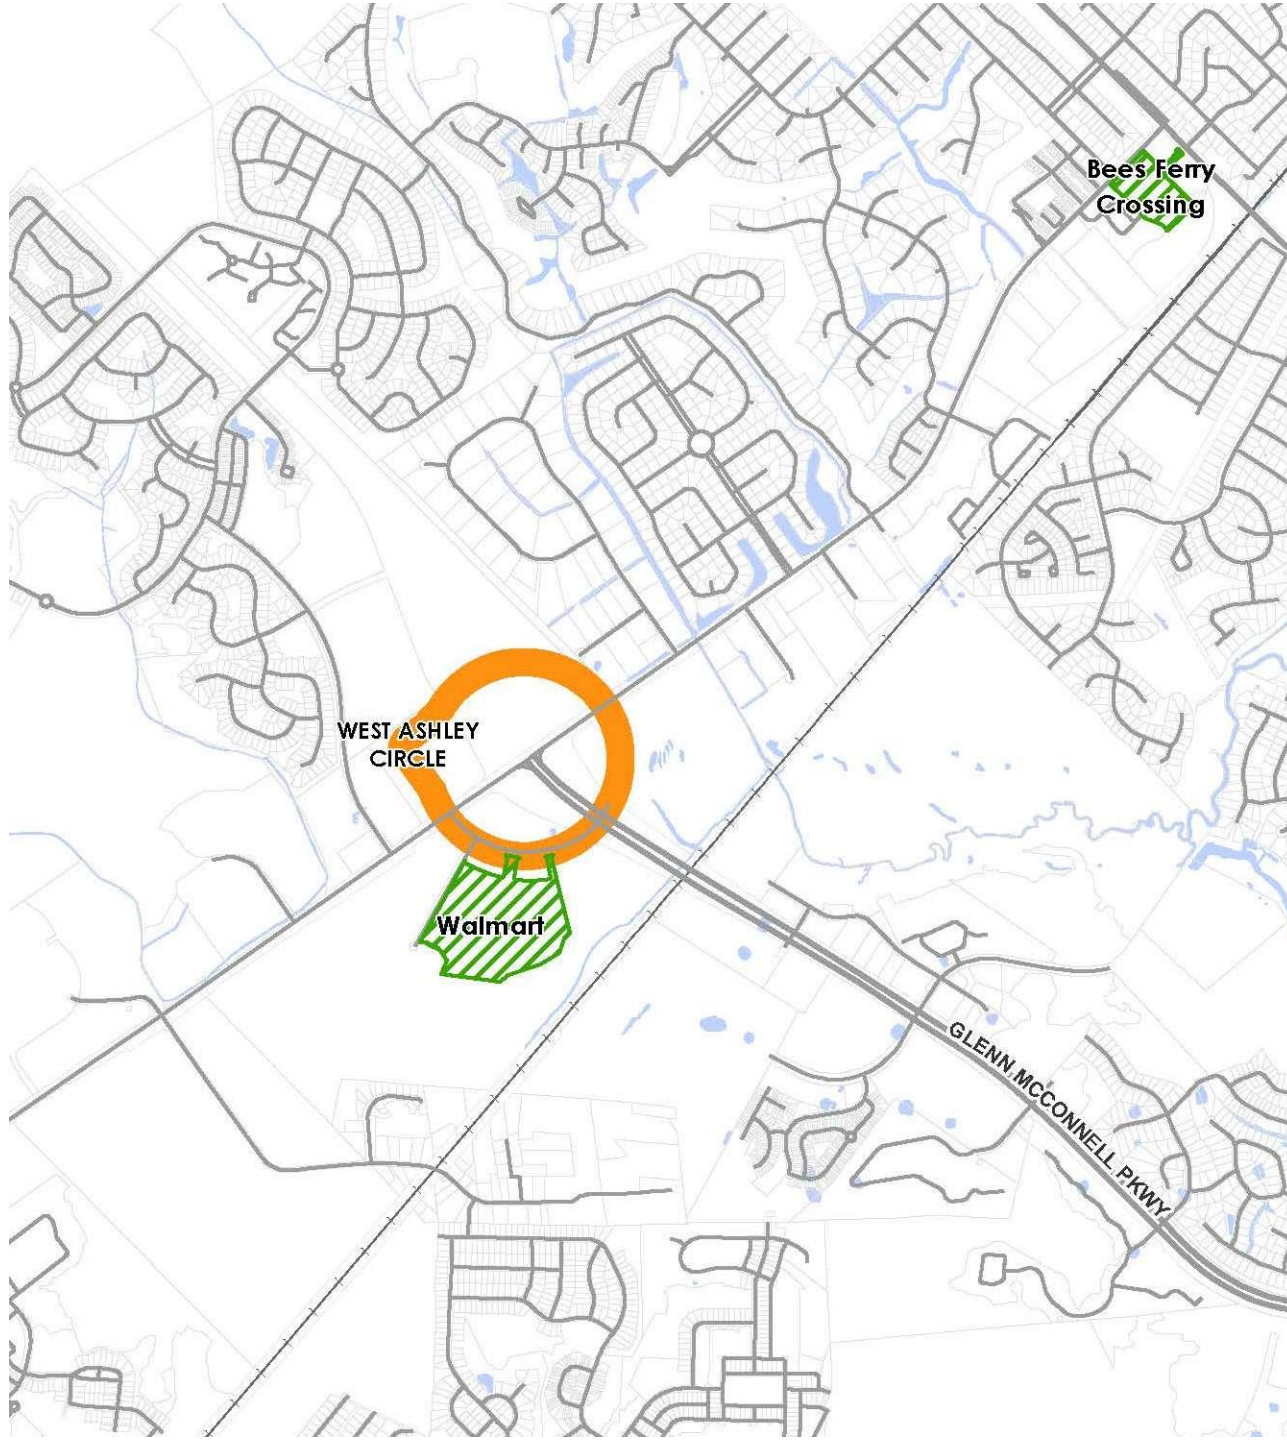 Bees Ferry
Crossing
WEST ASHLEY
CIRCLE
Walmart
GLENN MCCONNELL PKWY